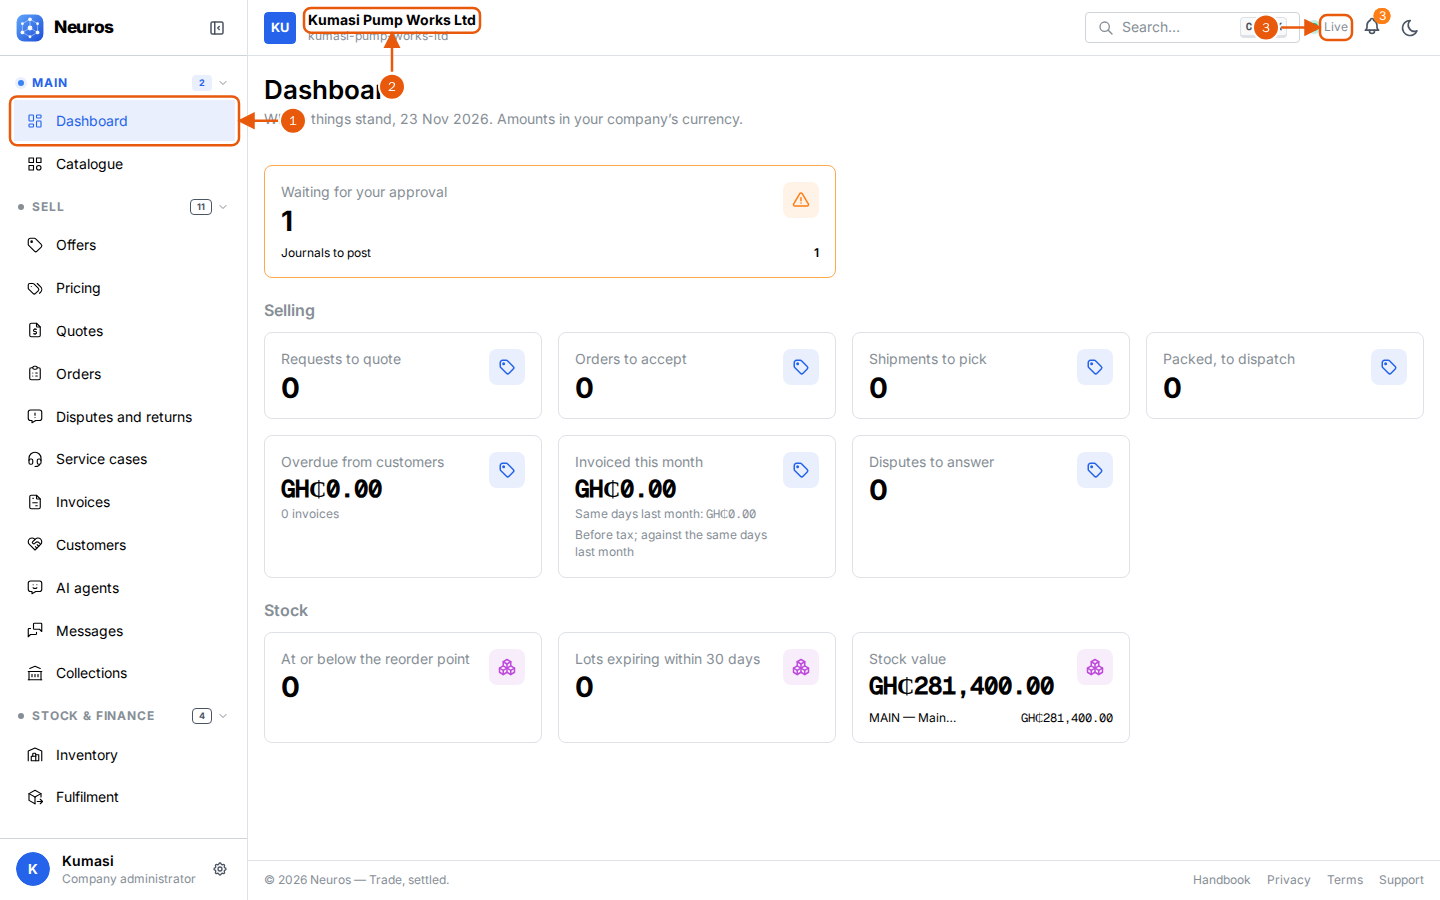 Neuros
KU
Kumasi Pump Works Ltd
kumasi-pump-works-ltd
Search...
3
Live
3
MAIN
2
Dashboard
Catalogue
SELL
11
Offers
Pricing
Quotes
Orders
Disputes and returns
Service cases
Invoices
Customers
AI agents
Messages
Collections
STOCK & FINANCE
4
Inventory
Fulfilment
K
Kumasi
Company administrator
2
1
things stand, 23 Nov 2026. Amounts in your company's currency.
Waiting for your approval
1
Journals to post 1
Selling
Requests to quote
0
Orders to accept
0
Shipments to pick
0
Packed, to dispatch
0
Overdue from customers
GH₵0.00
0 invoices
Invoiced this month
GH₵0.00
Same days last month: GH₵0.00
Before tax; against the same days
last month
Disputes to answer
0
Stock
At or below the reorder point
0
Lots expiring within 30 days
0
Stock value
GH₵281,400.00
MAIN — Main... GH₵281,400.00
© 2026 Neuros — Trade, settled.
Handbook Privacy Terms Support